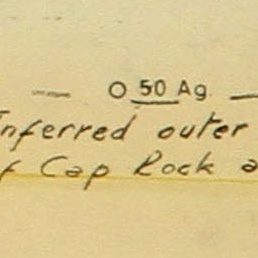 O 50 Ag.
Inferred outer
f Cap Rock a